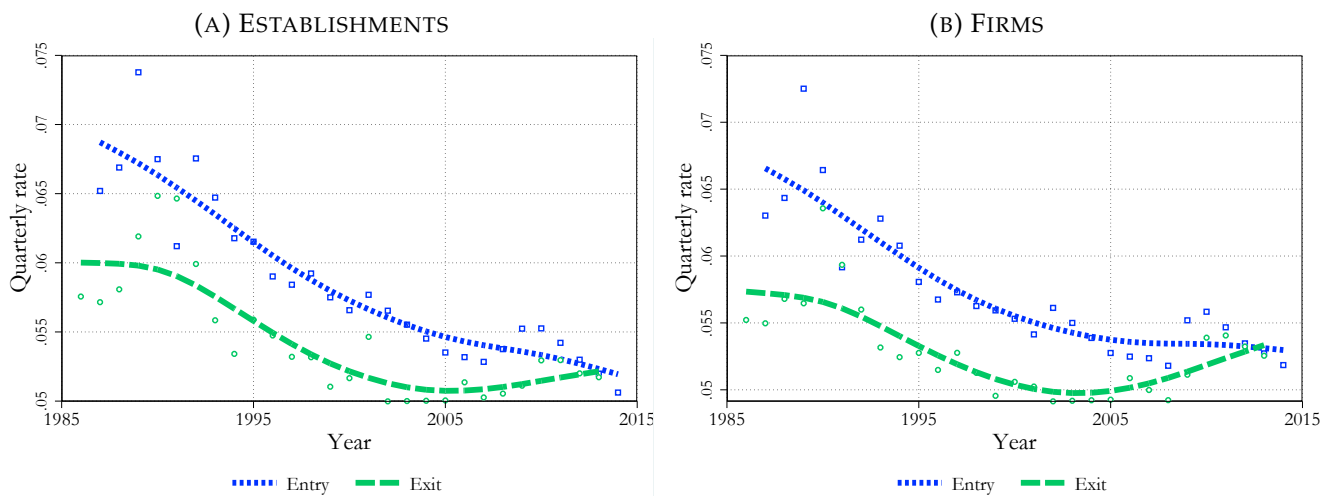 (A) ESTABLISHMENTS
Quarterly rate
.05 .055 .06 .065 .07 .075
1985 1995 2005 2015
Year
Entry Exit
(B) FIRMS
Quarterly rate
.05 .055 .06 .065 .07 .075
1985 1995 2005 2015
Year
Entry Exit